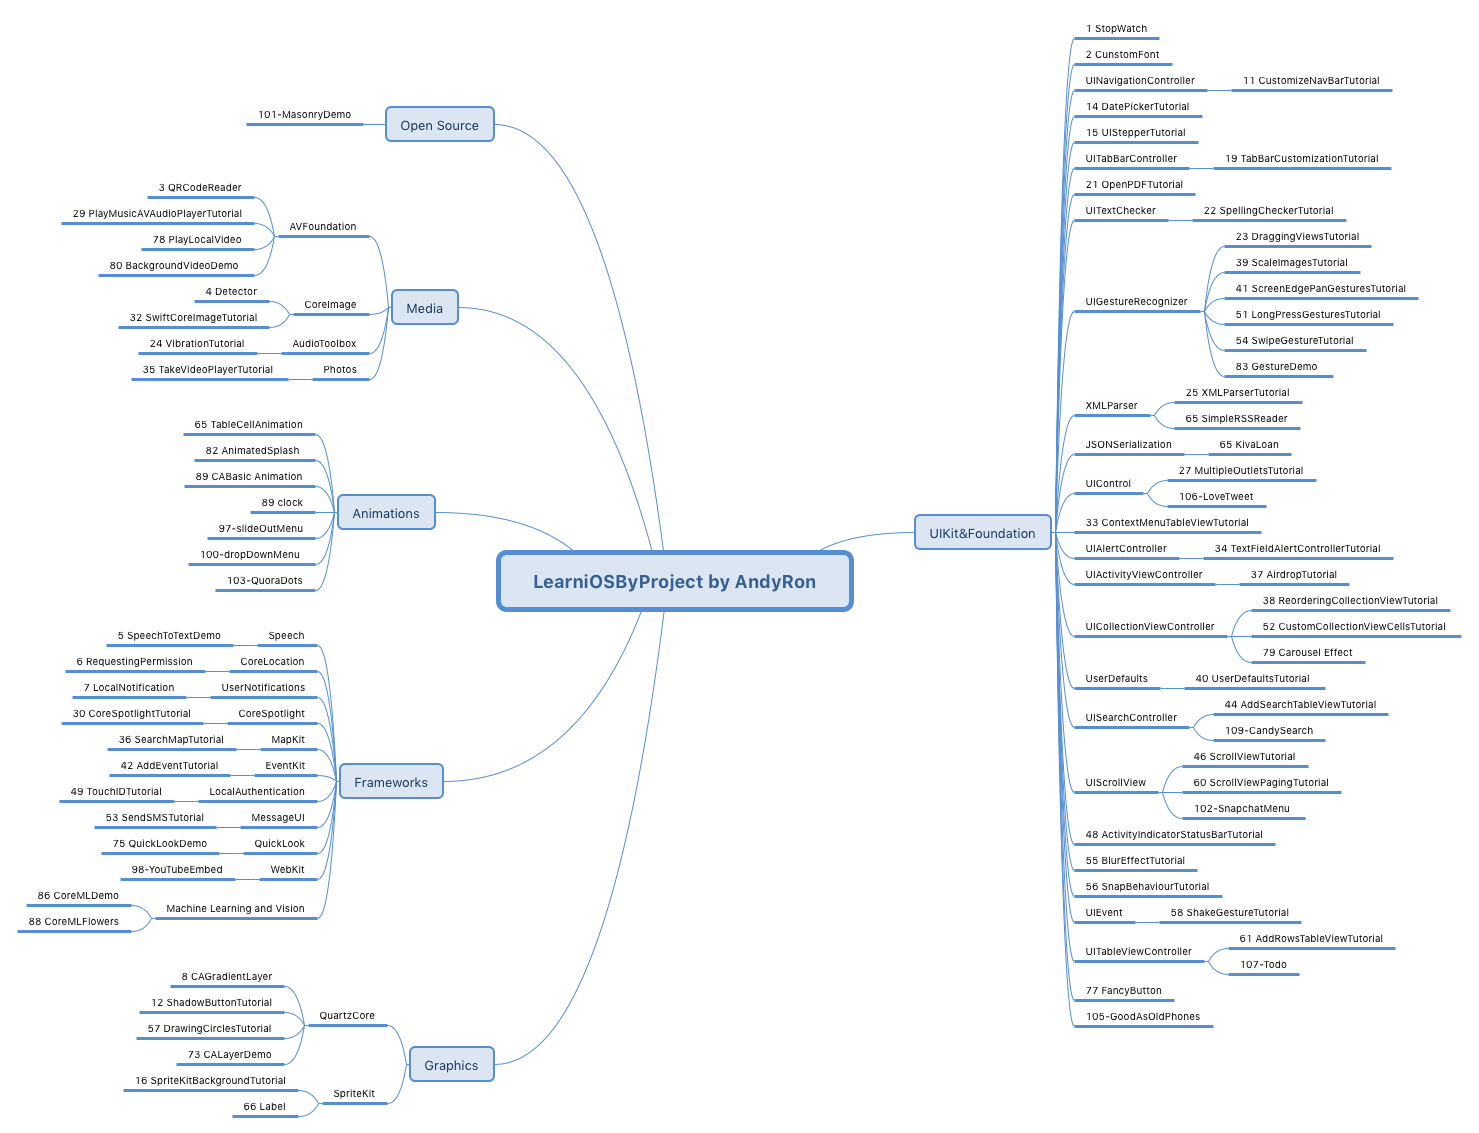 LearniOSByProject by AndyRon
Open Source
101-MasonryDemo
Media
AVFoundation
3 QRCodeReader
29 PlayMusicAVAudioPlayerTutorial
78 PlayLocalVideo
80 BackgroundVideoDemo
CoreImage
4 Detector
32 SwiftCoreImageTutorial
AudioToolbox
24 VibrationTutorial
Photos
35 TakeVideoPlayerTutorial
Animations
65 TableCellAnimation
82 AnimatedSplash
89 CABasic Animation
89 clock
97-slideOutMenu
100-dropDownMenu
103-QuoraDots
Frameworks
Speech
5 SpeechToTextDemo
CoreLocation
6 RequestingPermission
UserNotifications
7 LocalNotification
CoreSpotlight
30 CoreSpotlightTutorial
MapKit
36 SearchMapTutorial
EventKit
42 AddEventTutorial
LocalAuthentication
49 TouchIDTutorial
MessageUI
53 SendSMSTutorial
QuickLook
75 QuickLookDemo
WebKit
98-YouTubeEmbed
Machine Learning and Vision
86 CoreMLDemo
88 CoreMLFlowers
Graphics
QuartzCore
8 CAGradientLayer
12 ShadowButtonTutorial
57 DrawingCirclesTutorial
73 CALayerDemo
SpriteKit
16 SpriteKitBackgroundTutorial
66 Label
UIKit&Foundation
1 StopWatch
2 CunstomFont
UINavigationController
11 CustomizeNavBarTutorial
14 DatePickerTutorial
15 UIStepperTutorial
UITabBarController
19 TabBarCustomizationTutorial
21 OpenPDFTutorial
UITextChecker
22 SpellingCheckerTutorial
UIGestureRecognizer
23 DraggingViewsTutorial
39 ScaleImagesTutorial
41 ScreenEdgePanGesturesTutorial
51 LongPressGesturesTutorial
54 SwipeGestureTutorial
83 GestureDemo
XMLParser
25 XMLParserTutorial
65 SimpleRSSReader
JSONSerialization
65 KivaLoan
UIControl
27 MultipleOutletsTutorial
106-LoveTweet
33 ContextMenuTableViewTutorial
UIAlertController
34 TextFieldAlertControllerTutorial
UIActivityViewController
37 AirdropTutorial
UICollectionViewController
38 ReorderingCollectionViewTutorial
52 CustomCollectionViewCellsTutorial
79 Carousel Effect
UserDefaults
40 UserDefaultsTutorial
UISearchController
44 AddSearchTableViewTutorial
109-CandySearch
UIScrollView
46 ScrollViewTutorial
60 ScrollViewPagingTutorial
102-SnapchatMenu
48 ActivityIndicatorStatusBarTutorial
55 BlurEffectTutorial
56 SnapBehaviourTutorial
UIEvent
58 ShakeGestureTutorial
UITableViewController
61 AddRowsTableViewTutorial
107-Todo
77 FancyButton
105-GoodAsOldPhones